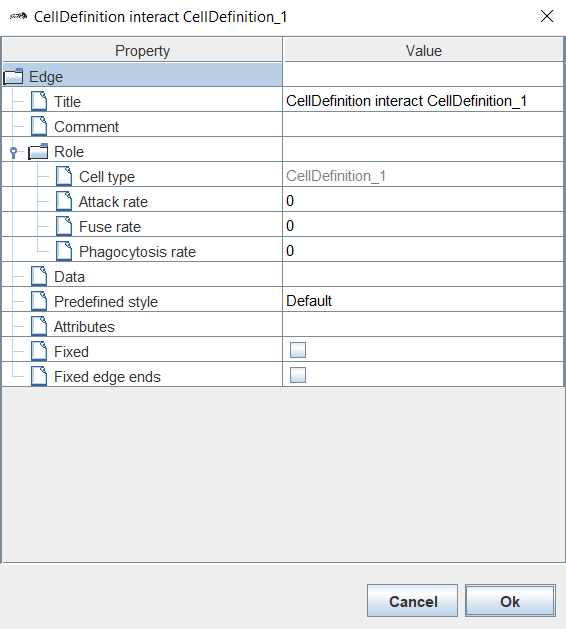 CellDefinition interact CellDefinition_1
Property Value
Edge
Title CellDefinition interact CellDefinition_1
Comment
Role
Cell type CellDefinition_1
Attack rate 0
Fuse rate 0
Phagocytosis rate 0
Data
Predefined style Default
Attributes
Fixed
Fixed edge ends
Cancel Ok